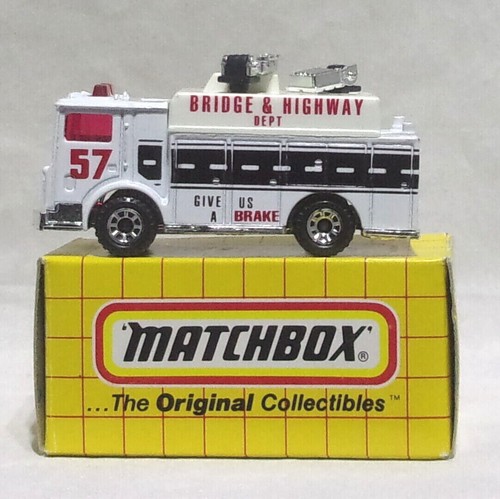 BRIDGE & HIGHWAY
DEPT
57
GIVE US
A BRAKE
'MATCHBOX'®
...The Original Collectibles™